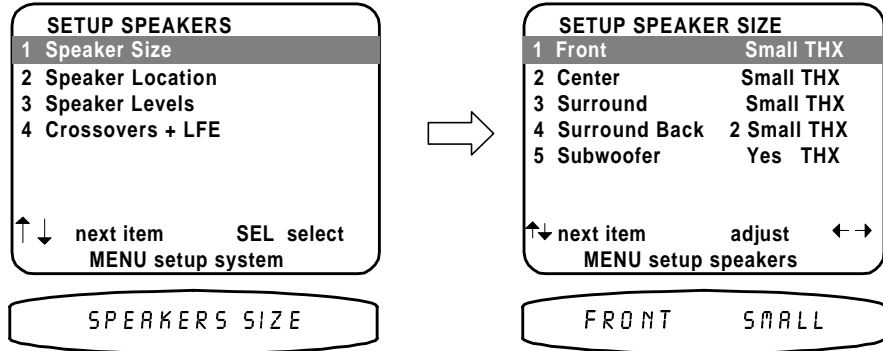 SETUP SPEAKERS
1 Speaker Size
2 Speaker Location
3 Speaker Levels
4 Crossovers + LFE
↑ ↓ next item SEL select
MENU setup system
SPEAKERS SIZE
SETUP SPEAKER SIZE
1 Front Small THX
2 Center Small THX
3 Surround Small THX
4 Surround Back 2 Small THX
5 Subwoofer Yes THX
↑↓ next item adjust ← →
MENU setup speakers
FRONT SMALL